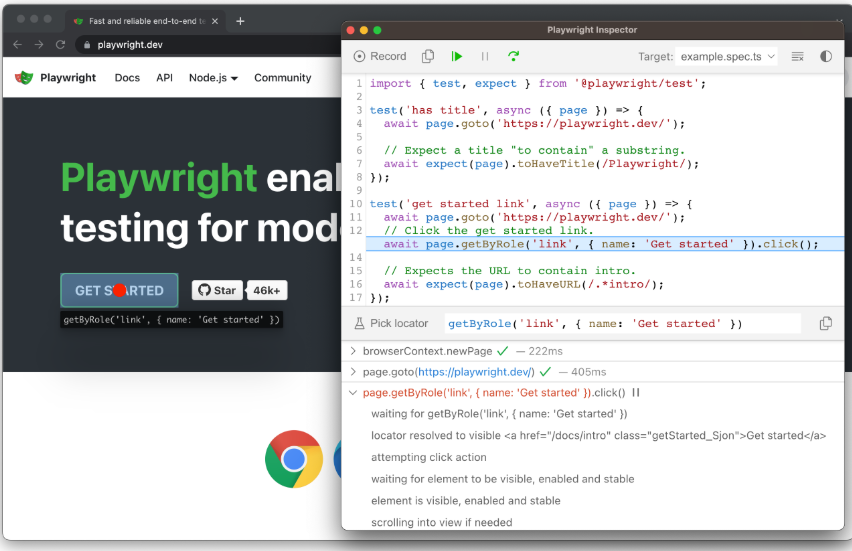 Fast and reliable end-to-end te
playwright.dev
Playwright Docs API Node.js Community
Playwright enal
testing for mod
GET STARTED
Star 46k+
getByRole('link', { name: 'Get started' })
Playwright Inspector
Record
Target: example.spec.ts
1 import { test, expect } from '@playwright/test';
2
3 test('has title', async ({ page }) => {
4 await page.goto('https://playwright.dev/');
5
6 // Expect a title "to contain" a substring.
7 await expect(page).toHaveTitle(/Playwright/);
8 });
9
10 test('get started link', async ({ page }) => {
11 await page.goto('https://playwright.dev/');
12 // Click the get started link.
await page.getByRole('link', { name: 'Get started' }).click();
14
15 // Expects the URL to contain intro.
16 await expect(page).toHaveURL(/.*intro/);
17 });
Pick locator getByRole('link', { name: 'Get started' })
browserContext.newPage ✓ — 222ms
page.goto(https://playwright.dev/) ✓ — 405ms
page.getByRole('link', { name: 'Get started' }).click()
waiting for getByRole('link', { name: 'Get started' })
locator resolved to visible <a href="/docs/intro" class="getStarted_Sjon">Get started</a>
attempting click action
waiting for element to be visible, enabled and stable
element is visible, enabled and stable
scrolling into view if needed